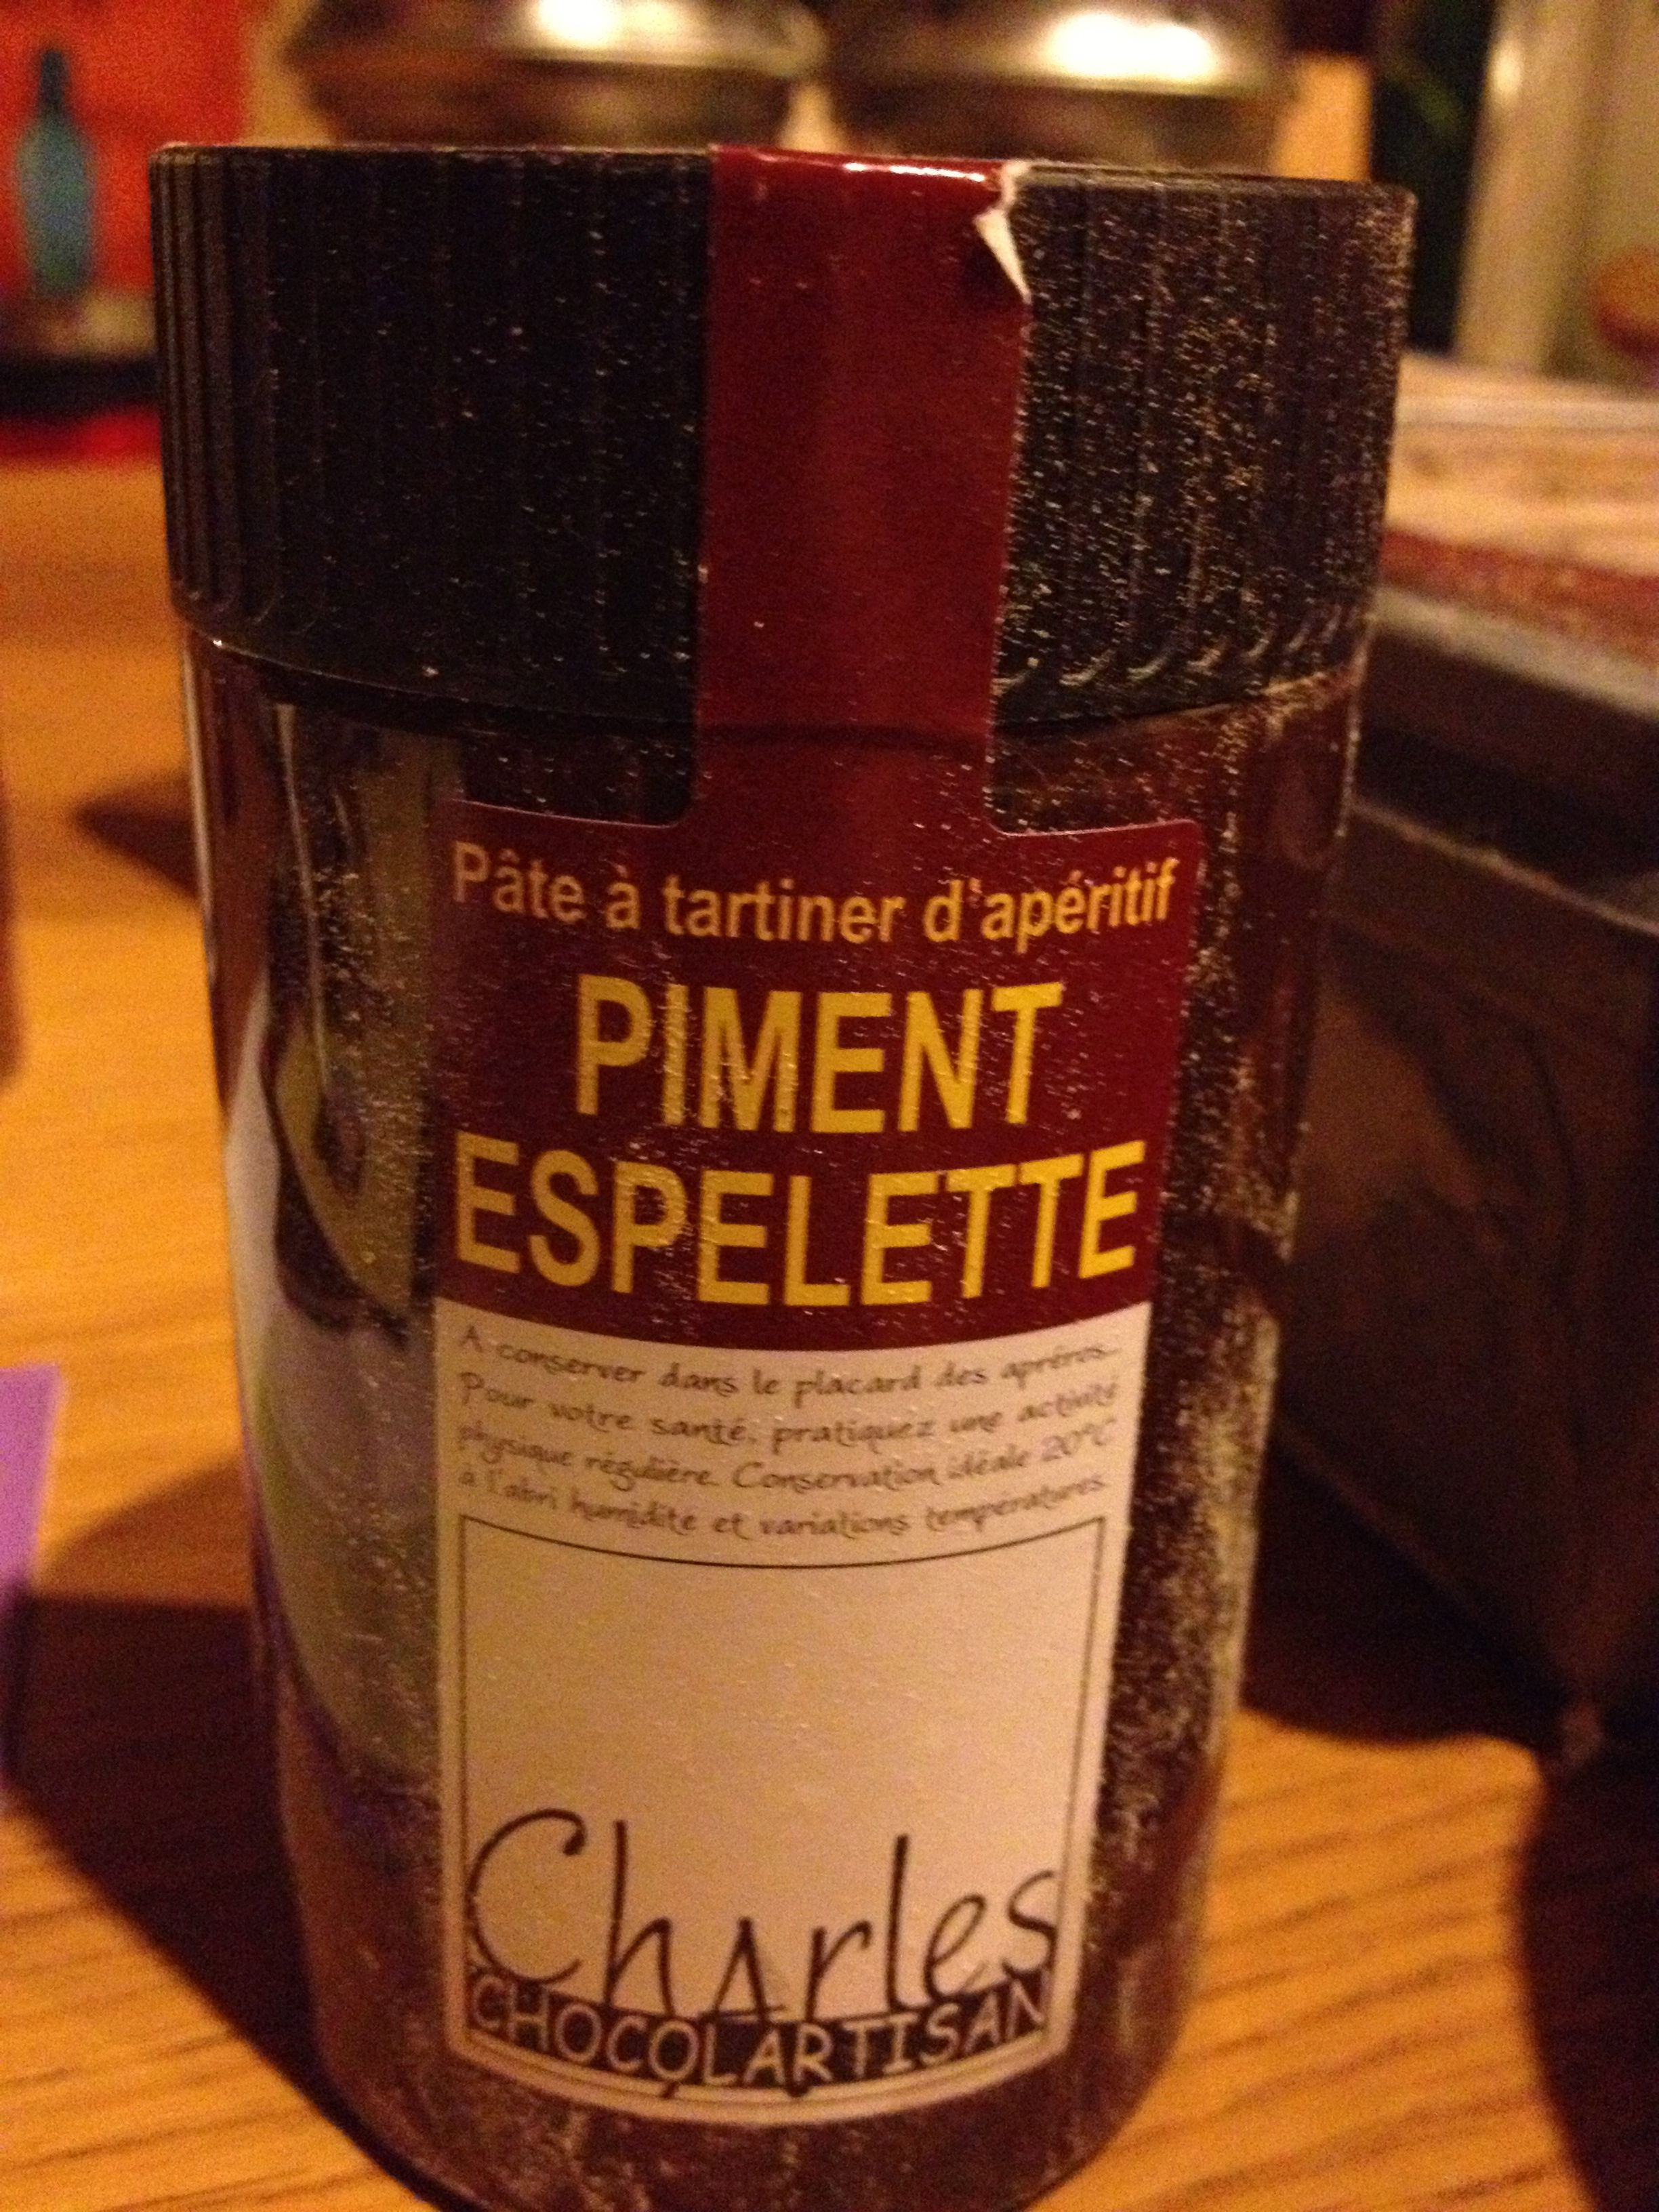 Pâte à tartiner d'apéritif
PIMENT
ESPELETTE
A conserver dans le placard des apréros...
Pour votre santé, pratiquez une activité
physique régulière. Conservation idéale 20°C
à l'abri humidité et variations températures.
Charles
CHOCOLARTISAN